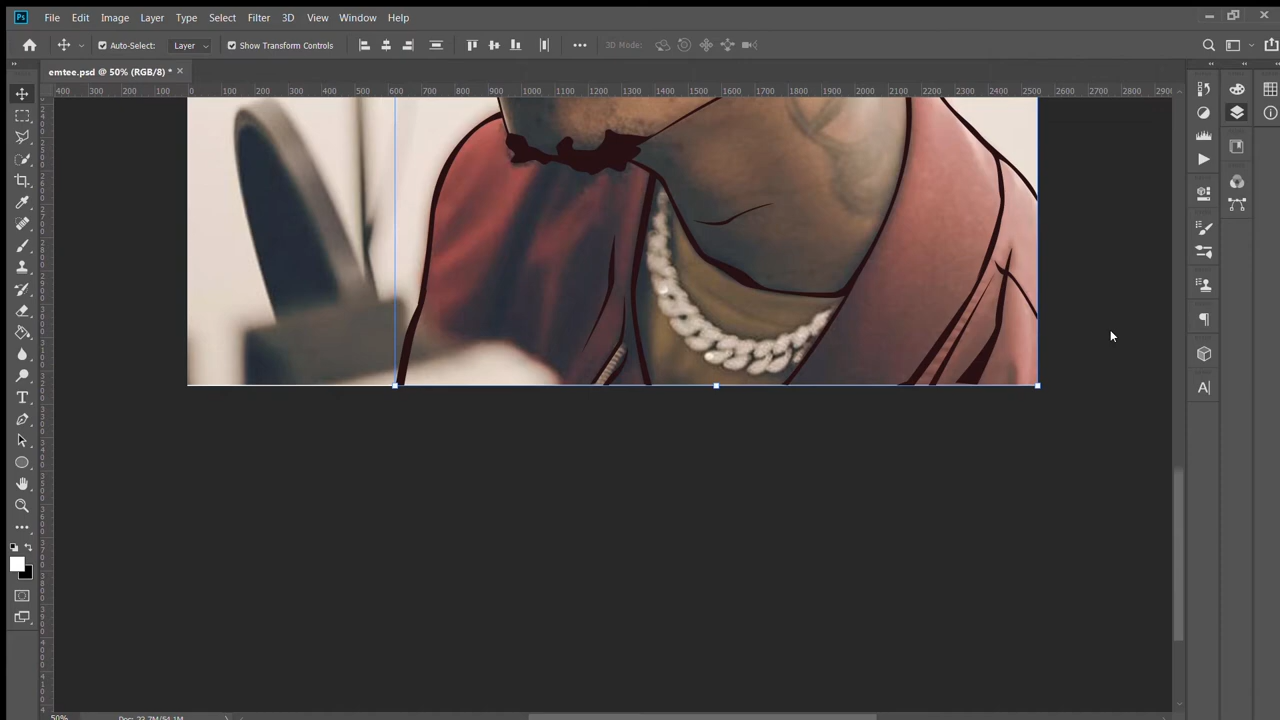 Ps File Edit Image Layer Type Select Filter 3D View Window Help
Auto-Select: Layer Show Transform Controls 3D Mode:
emtee.psd @ 50% (RGB/8) * ×
400 300 200 100 0 100 200 300 400 500 600 700 800 900 1000 1100 1200 1300 1400 1500 1600 1700 1800 1900 2000 2100 2200 2300 2400 2500 2600 2700 2800 2900
50% Doc: 23.7M/54.1M